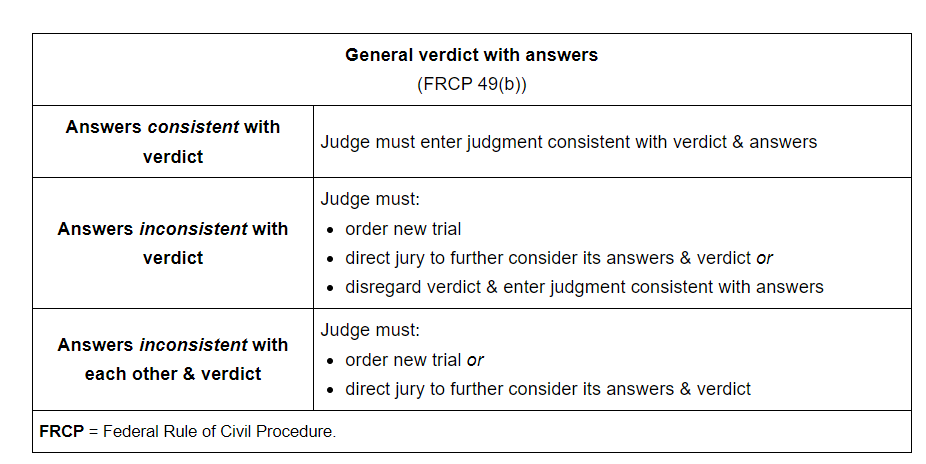 General verdict with answers
(FRCP 49(b))
Answers consistent with
verdict
Judge must enter judgment consistent with verdict & answers
Answers inconsistent with
verdict
Judge must:
• order new trial
• direct jury to further consider its answers & verdict or
• disregard verdict & enter judgment consistent with answers
Answers inconsistent with
each other & verdict
Judge must:
• order new trial or
• direct jury to further consider its answers & verdict
FRCP = Federal Rule of Civil Procedure.